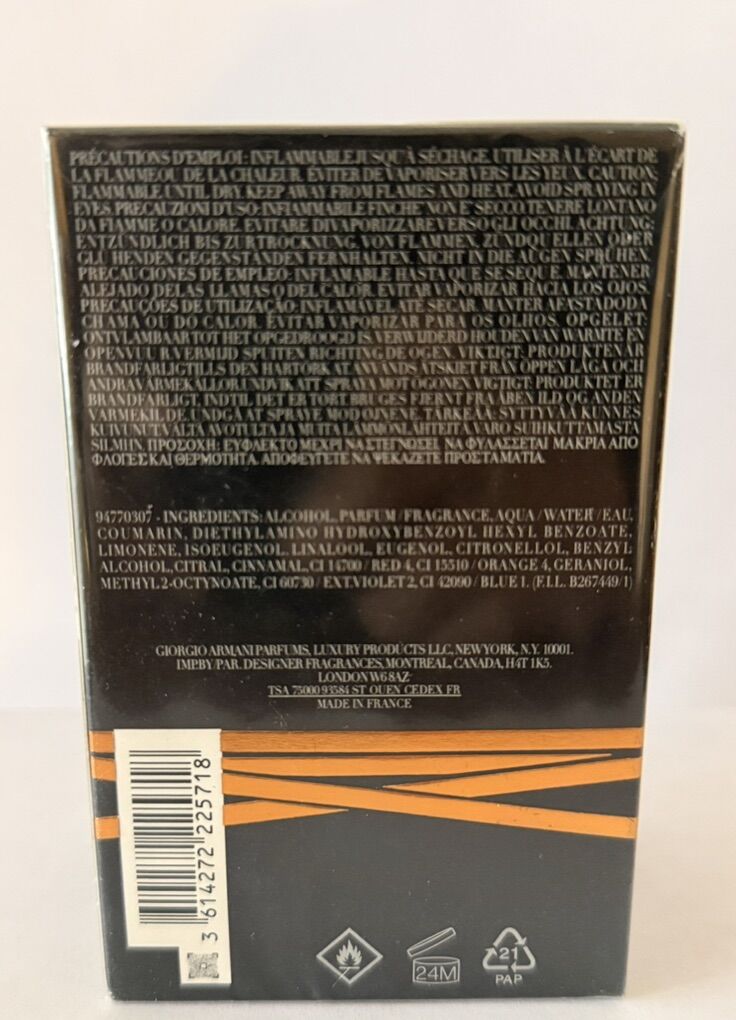 PRÉCAUTIONS D'EMPLOI: INFLAMMABLE JUSQU'À SÉCHAGE. UTILISER À L'ÉCART DE
LA FLAMME OU DE LA CHALEUR. ÉVITER DE VAPORISER VERS LES YEUX. CAUTION:
FLAMMABLE UNTIL DRY. KEEP AWAY FROM FLAMES AND HEAT. AVOID SPRAYING IN
EYES. PRECAUZIONI D'USO: INFIAMMABILE FINCHE' NON E' SECCO TENERE LONTANO
DA FIAMME O CALORE. EVITARE DI VAPORIZZARE VERSO GLI OCCHI. ACHTUNG:
ENTZÜNDLICH BIS ZUR TROCKNUNG. VON FLAMMEN, ZÜNDQUELLEN ODER
GLÜHENDEN GEGENSTÄNDEN FERNHALTEN. NICHT IN DIE AUGEN SPRÜHEN.
PRECAUCIONES DE EMPLEO: INFLAMABLE HASTA QUE SE SEQUE. MANTENER
ALEJADO DE LAS LLAMAS O DEL CALOR. EVITAR VAPORIZAR HACIA LOS OJOS.
PRECAUÇÕES DE UTILIZAÇÃO: INFLAMÁVEL ATÉ SECAR. MANTER AFASTADO DA
CHAMA OU DO CALOR. EVITAR VAPORIZAR PARA OS OLHOS. OPGELET:
ONTVLAMBAAR TOT HET OPGEDROOGD IS. VERWIJDERD HOUDEN VAN WARMTE EN
OPEN VUUR. VERMIJD SPUITEN RICHTING DE OGEN. VIKTIGT: PRODUKTEN ÄR
BRANDFARLIGT TILLS DEN HAR TORKAT. ANVÄNDS ÅTSKILT FRÅN ÖPPEN LÅGA OCH
ANDRA VÄRMEKÄLLOR. UNDVIK ATT SPRAYA MOT ÖGONEN. VIGTIGT: PRODUKTET ER
BRANDFARLIGT, INDTIL DET ER TØRT. BRUGES FJERNT FRA ÅBEN ILD OG ANDEN
VARMEKILDE. UNDGÅ AT SPRAYE MOD ØJNENE. TÄRKEÄÄ: SYTTYVÄÄ KUNNES
KUIVUNUT. VÄLTÄ AVOTULTA JA MUITA LÄMMÖNLÄHTEITÄ. VARO SUIHKUTTAMASTA
SILMIIN. ΠΡΟΣΟΧΗ: ΕΥΦΛΕΚΤΟ ΜΕΧΡΙ ΝΑ ΣΤΕΓΝΩΣΕΙ. ΝΑ ΦΥΛΑΣΣΕΤΑΙ ΜΑΚΡΙΑ ΑΠΟ
ΦΛΟΓΕΣ ΚΑΙ ΘΕΡΜΟΤΗΤΑ. ΑΠΟΦΕΥΓΕΤΕ ΝΑ ΨΕΚΑΖΕΤΕ ΠΡΟΣ ΤΑ ΜΑΤΙΑ.
94770307 - INGREDIENTS: ALCOHOL, PARFUM / FRAGRANCE, AQUA / WATER / EAU,
COUMARIN, DIETHYLAMINO HYDROXYBENZOYL HEXYL BENZOATE,
LIMONENE, ISOEUGENOL, LINALOOL, EUGENOL, CITRONELLOL, BENZYL
ALCOHOL, CITRAL, CINNAMAL, CI 14700 / RED 4, CI 15510 / ORANGE 4, GERANIOL,
METHYL 2-OCTYNOATE, CI 60730 / EXT. VIOLET 2, CI 42090 / BLUE 1. (F.I.L. B267449/1)
GIORGIO ARMANI PARFUMS, LUXURY PRODUCTS LLC, NEW YORK, N.Y. 10001.
IMP.BY/PAR. DESIGNER FRAGRANCES, MONTREAL, CANADA, H4T 1K5.
LONDON W6 8AZ
TSA 75000 93584 ST OUEN CEDEX FR
MADE IN FRANCE
3 614272 225718
24M
21
PAP